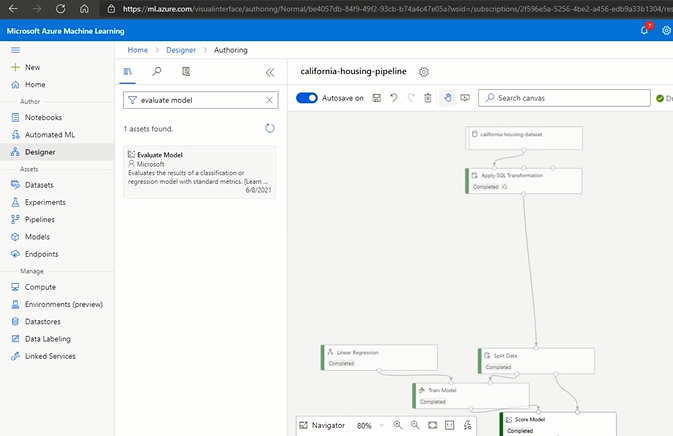 https://ml.azure.com/visualinterface/authoring/Normal/be4057db-84f9-49f2-93cb-b74a4c47e05a?wsid=/subscriptions/2f596e5a-5256-4be2-a456-edb9a33b1304/res
Microsoft Azure Machine Learning
7
Home > Designer > Authoring
New
Home
Author
Notebooks
Automated ML
Designer
Assets
Datasets
Experiments
Pipelines
Models
Endpoints
Manage
Compute
Environments (preview)
Datastores
Data Labeling
Linked Services
evaluate model
1 assets found.
Evaluate Model
Microsoft
Evaluates the results of a classification or
regression model with standard metrics. [Learn ...
6/8/2021
california-housing-pipeline
Autosave on
Search canvas
california-housing-dataset
Apply SQL Transformation
Completed
Linear Regression
Completed
Split Data
Completed
Train Model
Completed
Score Model
Completed
Navigator
80%